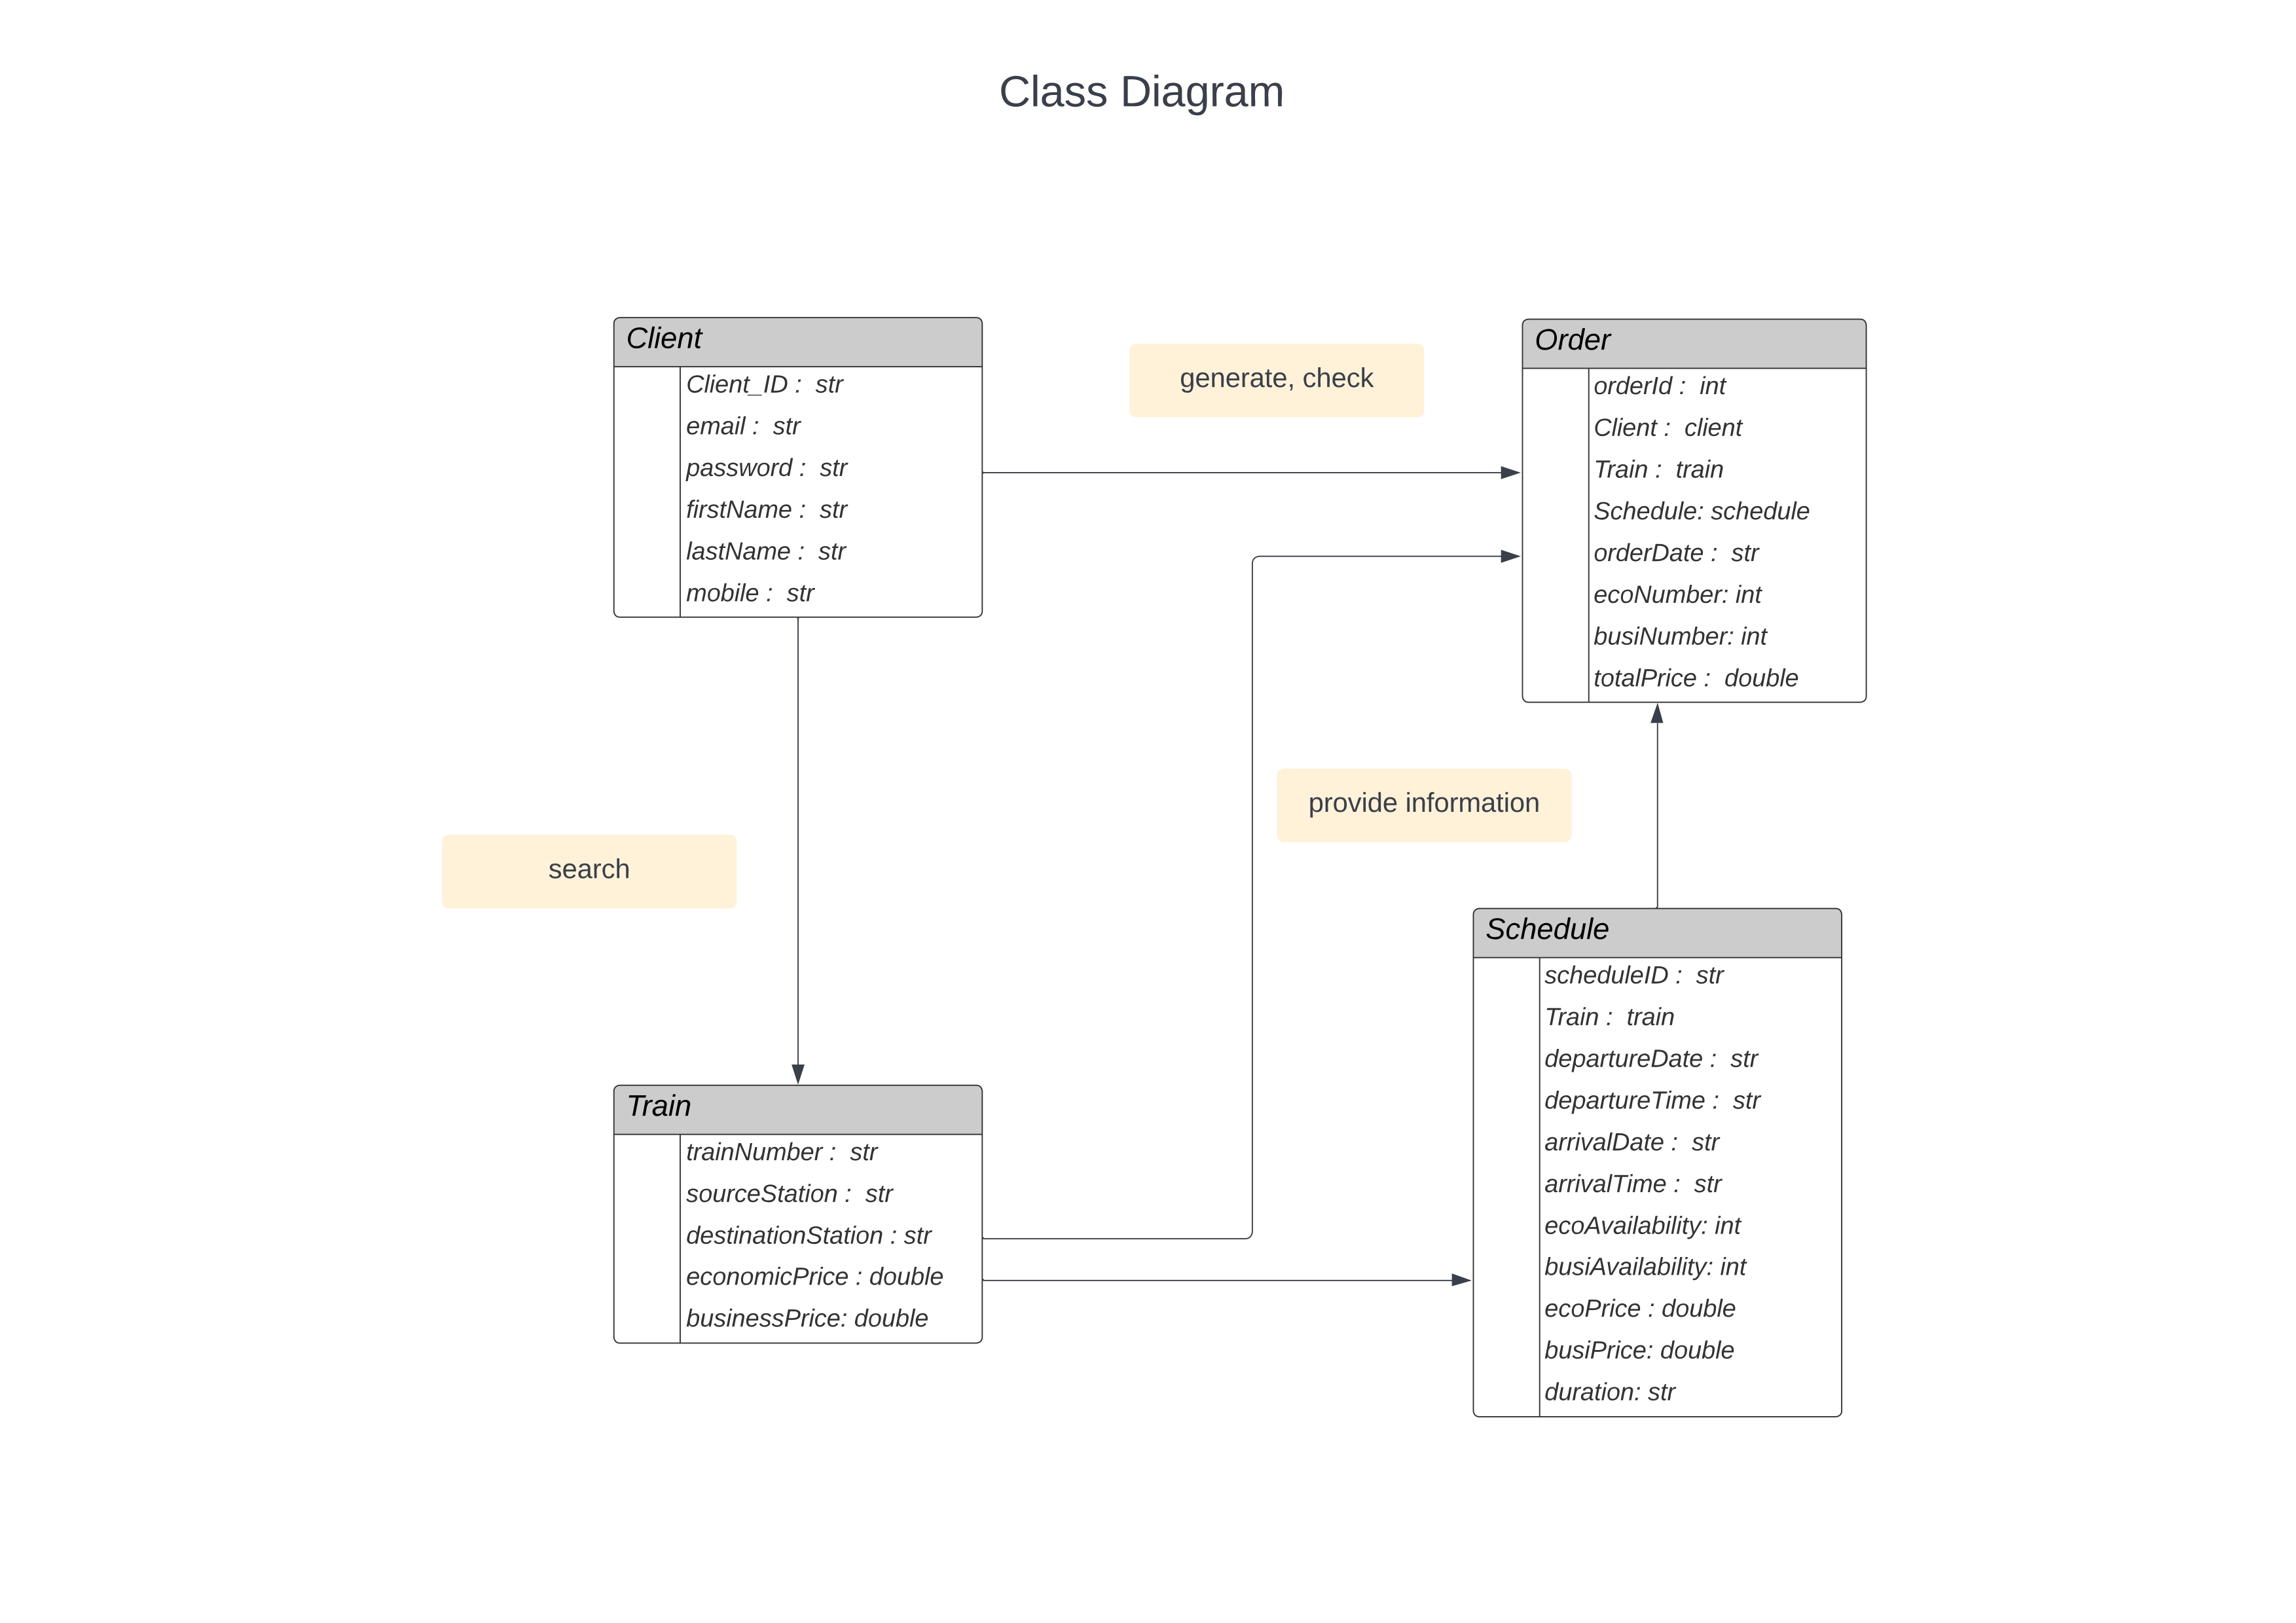 Class Diagram
Client
Client_ID :  str
email :  str
password :  str
firstName :  str
lastName :  str
mobile :  str
generate, check
Order
orderId :  int
Client :  client
Train :  train
Schedule: schedule
orderDate :  str
ecoNumber: int
busiNumber: int
totalPrice :  double
provide information
search
Schedule
scheduleID :  str
Train :  train
departureDate :  str
departureTime :  str
arrivalDate :  str
arrivalTime :  str
ecoAvailability: int
busiAvailability: int
ecoPrice : double
busiPrice: double
duration: str
Train
trainNumber :  str
sourceStation :  str
destinationStation : str
economicPrice : double
businessPrice: double